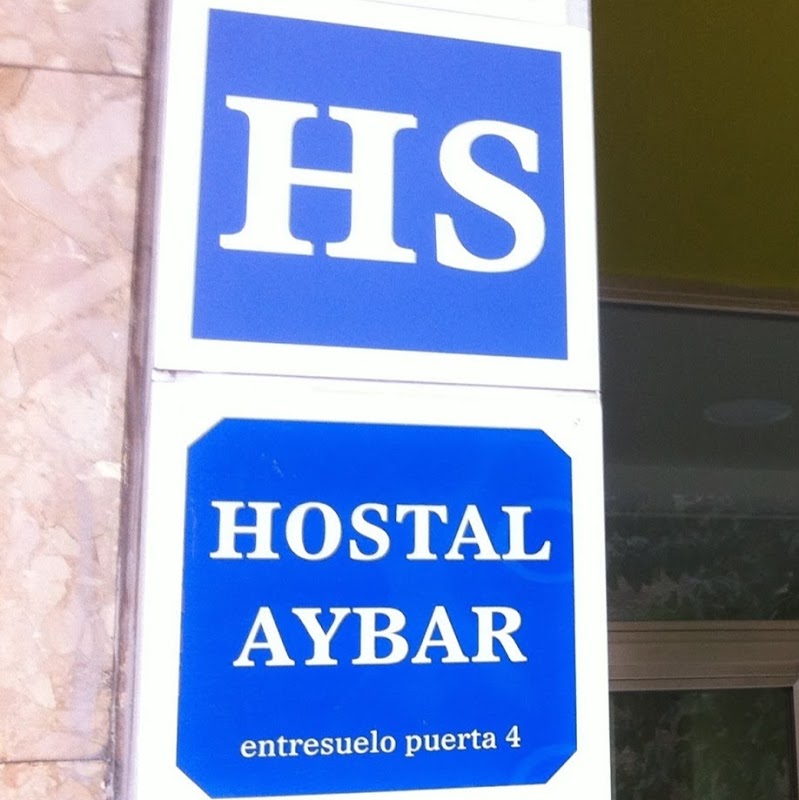 HS
HOSTAL
AYBAR
entresuelo puerta 4